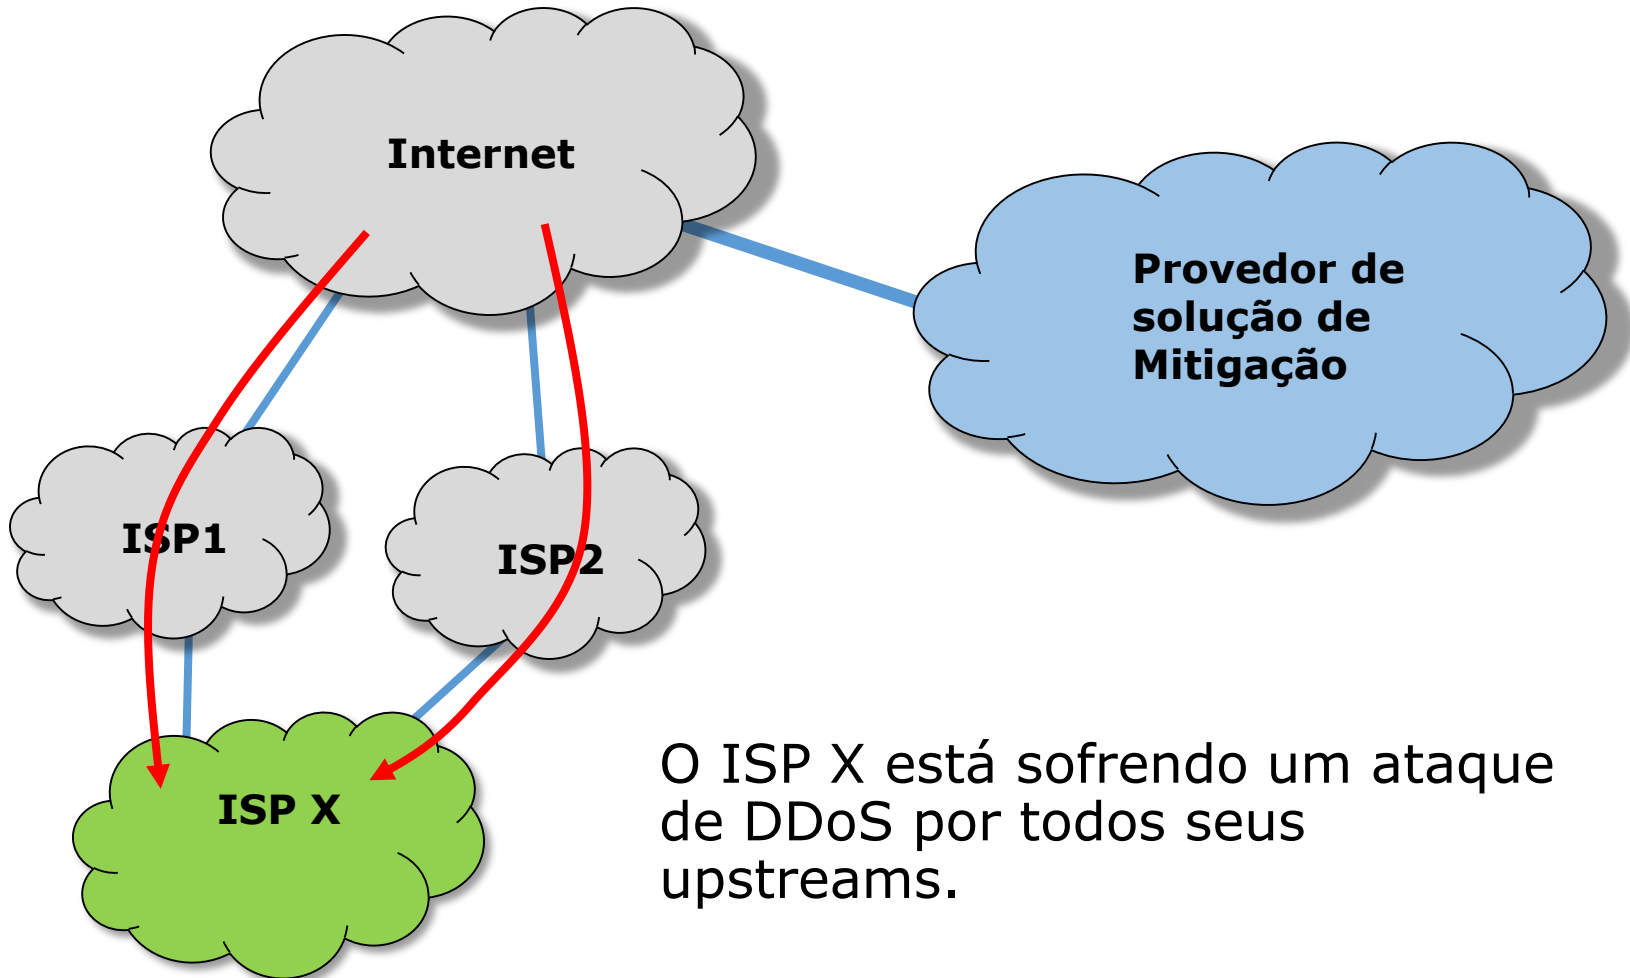 Internet
Provedor de
solução de
Mitigação
ISP1
ISP2
ISP X
O ISP X está sofrendo um ataque
de DDoS por todos seus
upstreams.